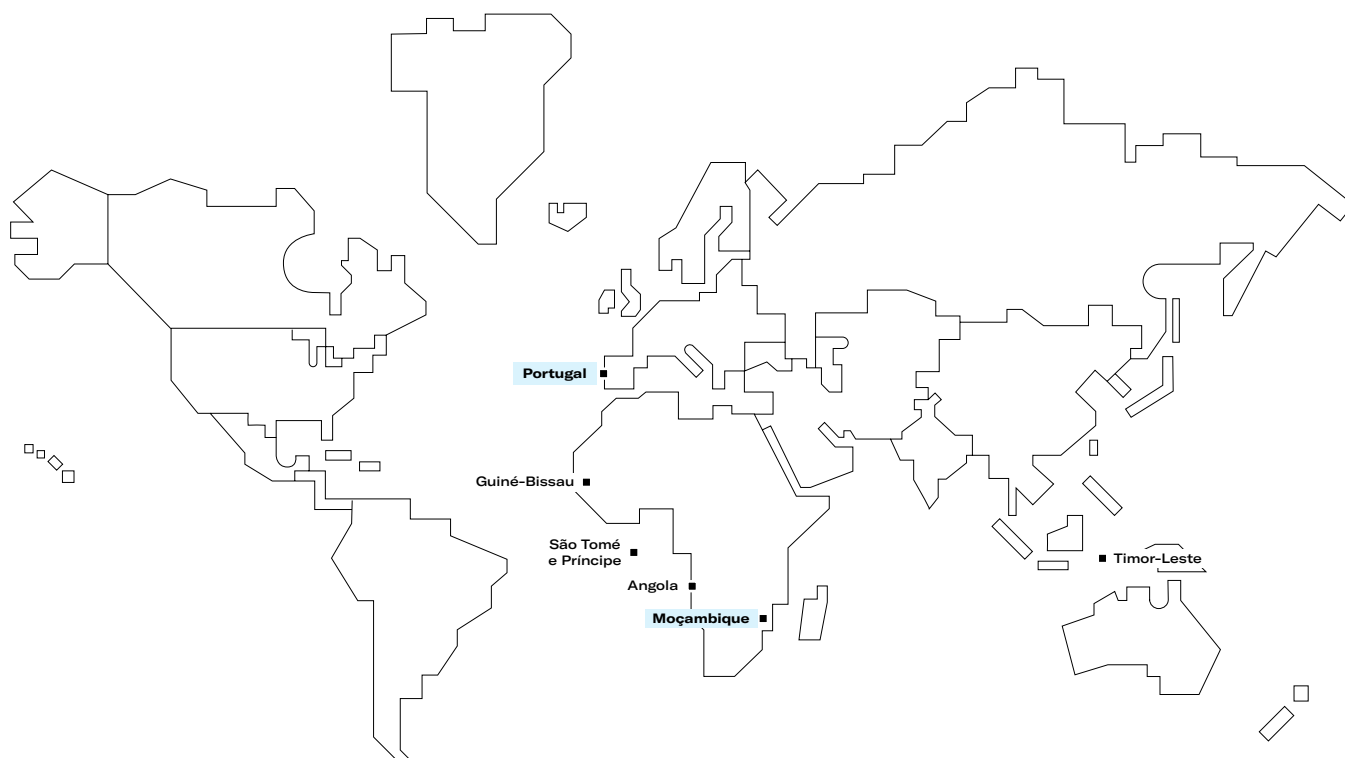 Portugal
Guiné-Bissau
São Tomé
e Príncipe
Timor-Leste
Angola
Moçambique